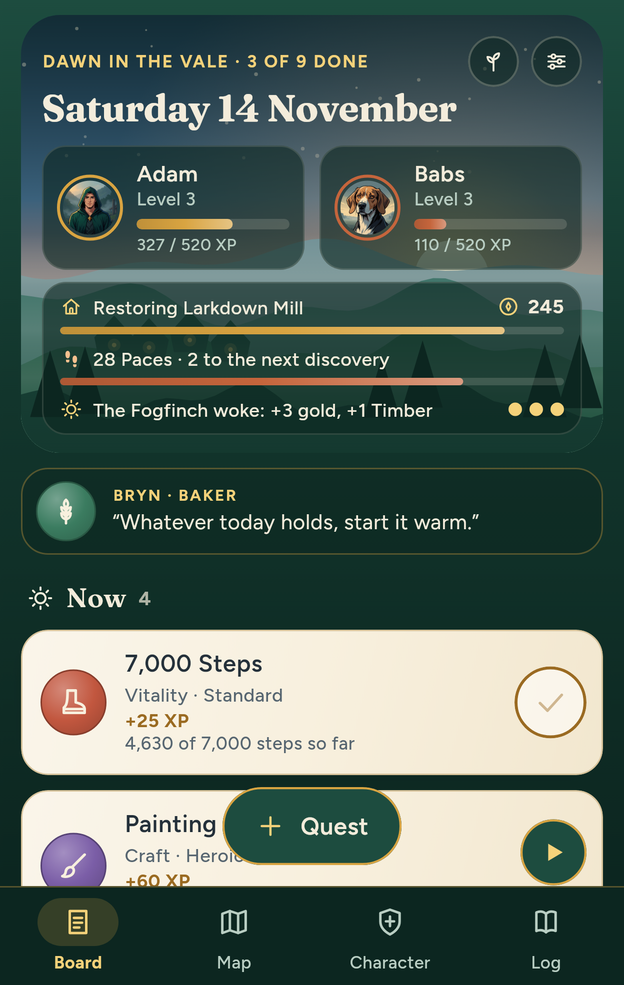 DAWN IN THE VALE · 3 OF 9 DONE
Saturday 14 November
Adam
Level 3
327 / 520 XP
Babs
Level 3
110 / 520 XP
Restoring Larkdown Mill
245
28 Paces · 2 to the next discovery
The Fogfinch woke: +3 gold, +1 Timber
BRYN · BAKER
“Whatever today holds, start it warm.”
Now 4
7,000 Steps
Vitality · Standard
+25 XP
4,630 of 7,000 steps so far
Painting
Craft · Heroic
+60 XP
+ Quest
Board
Map
Character
Log